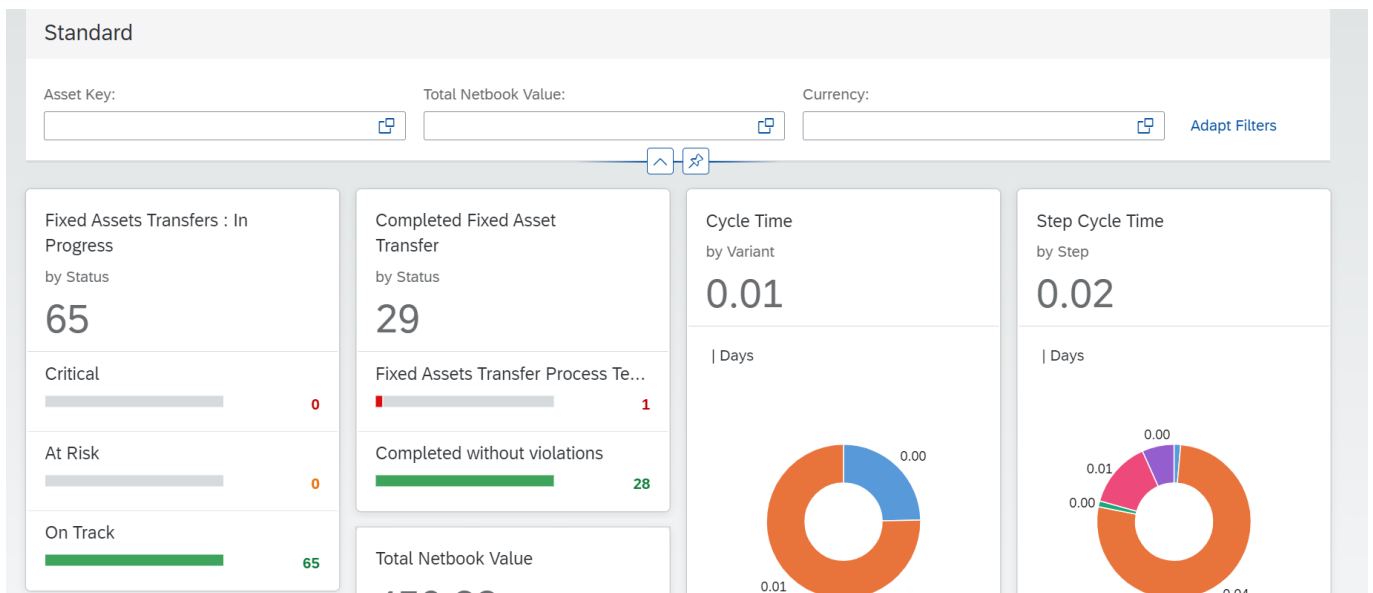 Standard
Asset Key:
Total Netbook Value:
Currency:
Adapt Filters
Fixed Assets Transfers : In
Progress
by Status
65
Critical
0
At Risk
0
On Track
65
Completed Fixed Asset
Transfer
by Status
29
Fixed Assets Transfer Process Te...
1
Completed without violations
28
Total Netbook Value
Cycle Time
by Variant
0.01
| Days
0.00
0.01
Step Cycle Time
by Step
0.02
| Days
0.00
0.01
0.00
0.04